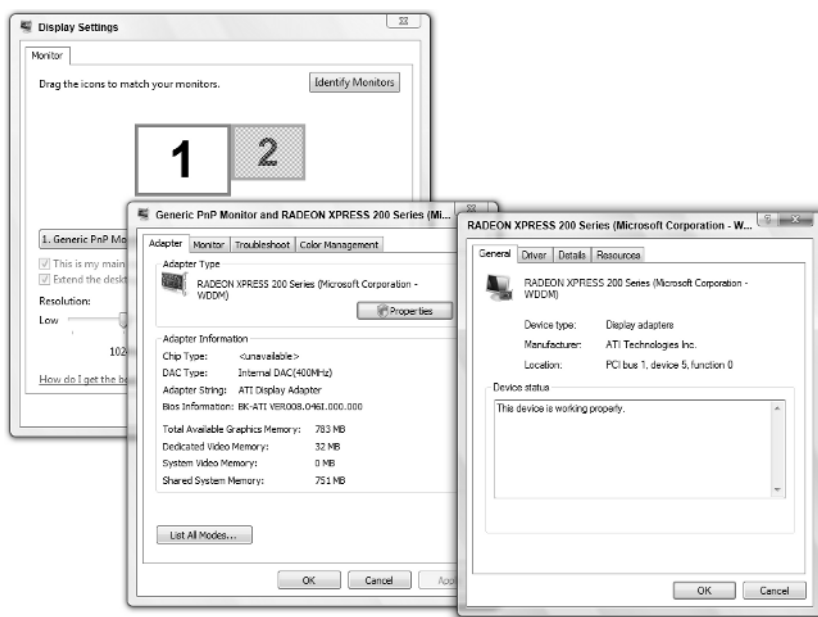 Display Settings
Monitor
Drag the icons to match your monitors.
Identify Monitors
1
2
1. Generic PnP
This is my main
Extend the
Resolution:
Low
How do I get the
Generic PnP Monitor and RADEON XPRESS 200 Series (Mi...
Adapter
Monitor
Troubleshoot
Color Management
Adapter Type
RADEON XPRESS 200 Series (Microsoft Corporation -
WDDM)
Properties
Adapter Information
Chip Type: <unavailable>
DAC Type: Internal DAC(400MHz)
Adapter String: ATI Display Adapter
Bios Information: BK-ATI VER008.046I.000.000
Total Available Graphics Memory: 783 MB
Dedicated Video Memory: 32 MB
System Video Memory: 0 MB
Shared System Memory: 751 MB
List All Modes...
OK
Cancel
RADEON XPRESS 200 Series (Microsoft Corporation - W...
General
Driver
Details
Resources
RADEON XPRESS 200 Series (Microsoft Corporation -
WDDM)
Device type: Display adapters
Manufacturer: ATI Technologies Inc.
Location: PCI bus 1, device 5, function 0
Device status
This device is working properly.
OK
Cancel